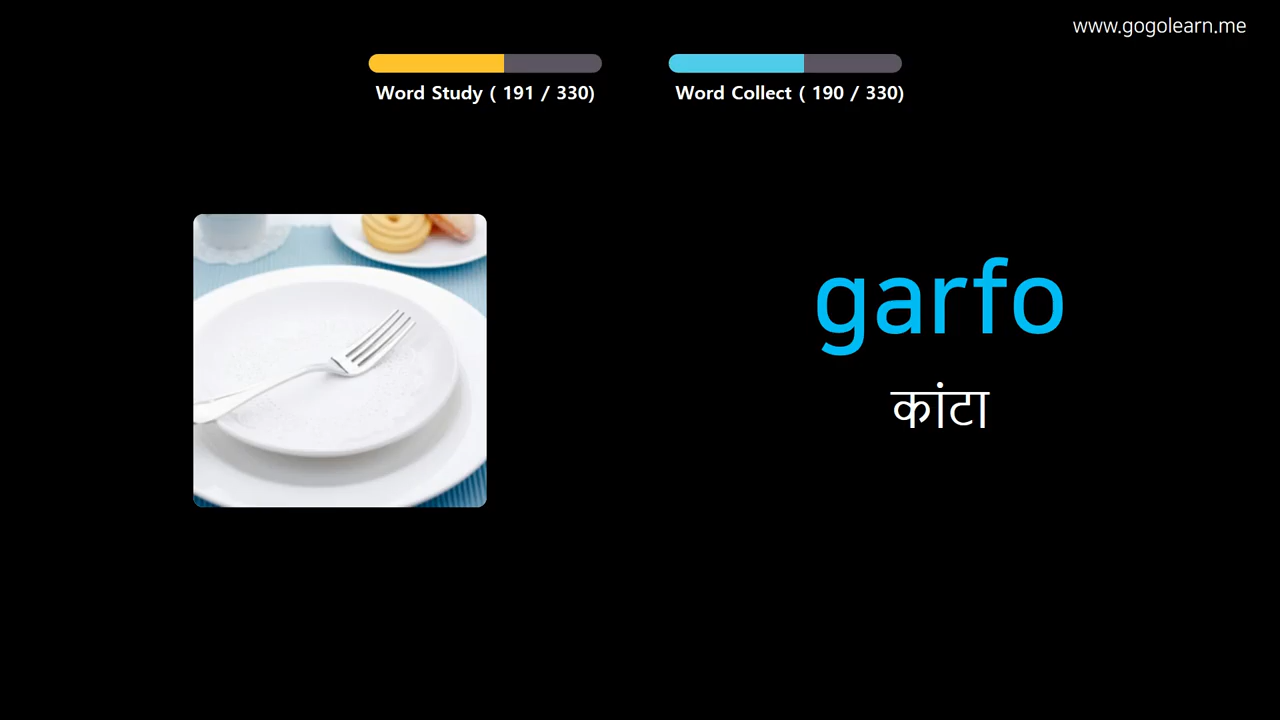 www.gogolearn.me
Word Study ( 191 / 330)
Word Collect ( 190 / 330)
garfo
कांटा